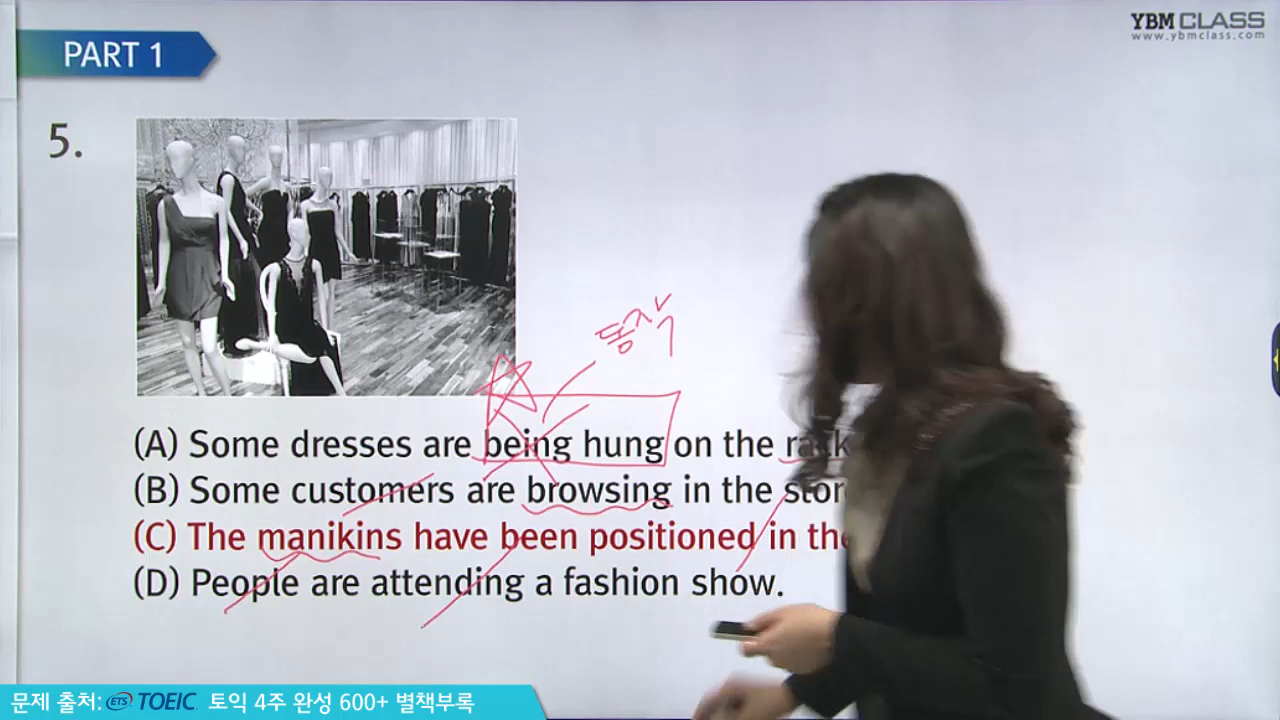 YBM CLASS
www.ybmclass.com
PART 1
5.
동작
(A) Some dresses are being hung on the rack
(B) Some customers are browsing in the stor
(C) The manikins have been positioned in the
(D) People are attending a fashion show.
문제 출처: ETS TOEIC 토익 4주 완성 600+ 별책부록